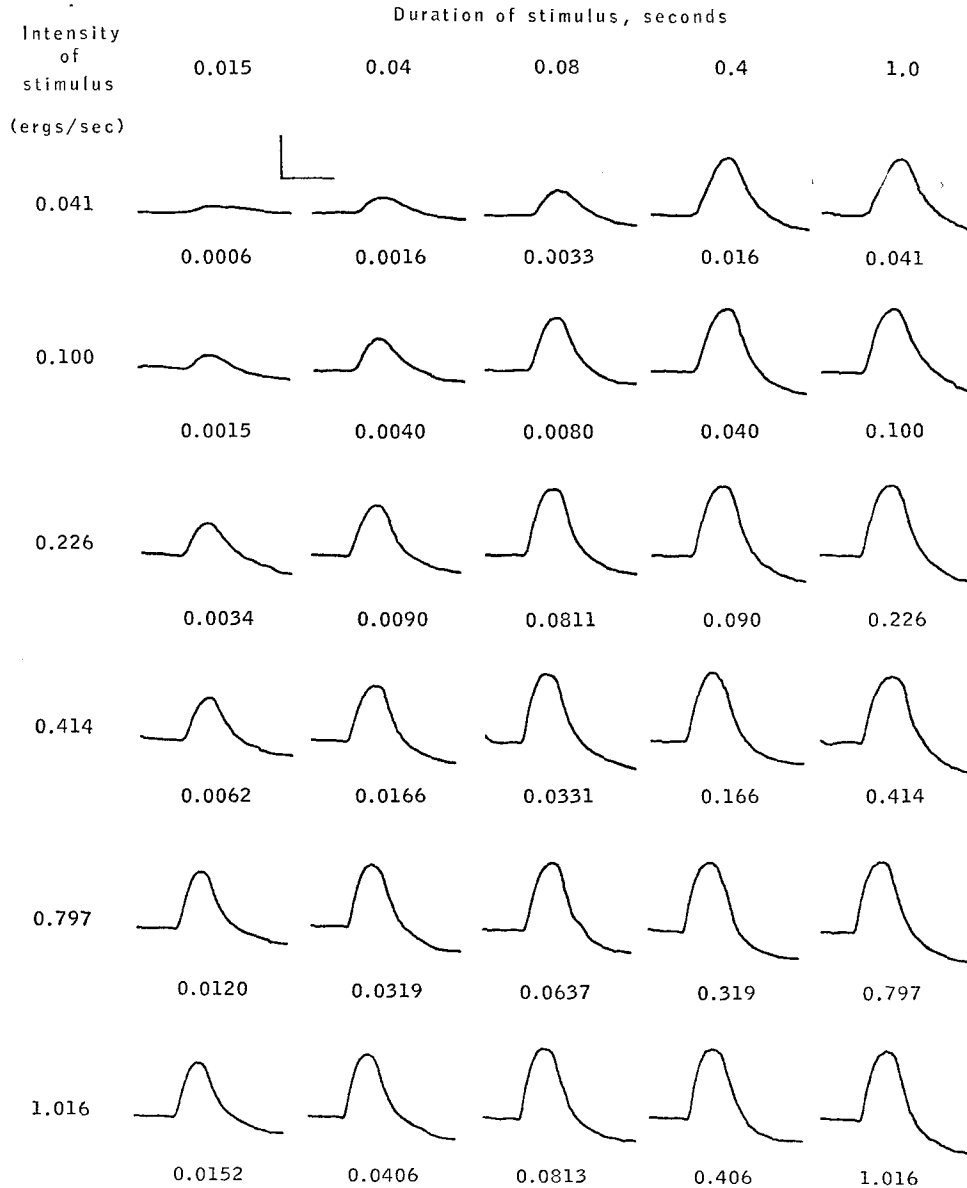 Duration of stimulus, seconds
Intensity
of
stimulus
(ergs/sec)
0.015 0.04 0.08 0.4 1.0
0.041
0.0006 0.0016 0.0033 0.016 0.041
0.100
0.0015 0.0040 0.0080 0.040 0.100
0.226
0.0034 0.0090 0.0811 0.090 0.226
0.414
0.0062 0.0166 0.0331 0.166 0.414
0.797
0.0120 0.0319 0.0637 0.319 0.797
1.016
0.0152 0.0406 0.0813 0.406 1.016